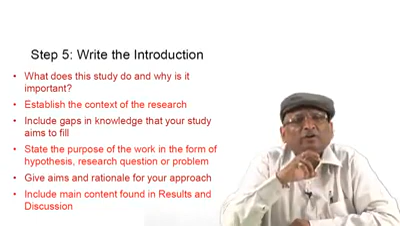 Step 5: Write the Introduction
• What does this study do and why is it
important?
• Establish the context of the research
• Include gaps in knowledge that your study
aims to fill
• State the purpose of the work in the form of
hypothesis, research question or problem
• Give aims and rationale for your approach
• Include main content found in Results and
Discussion